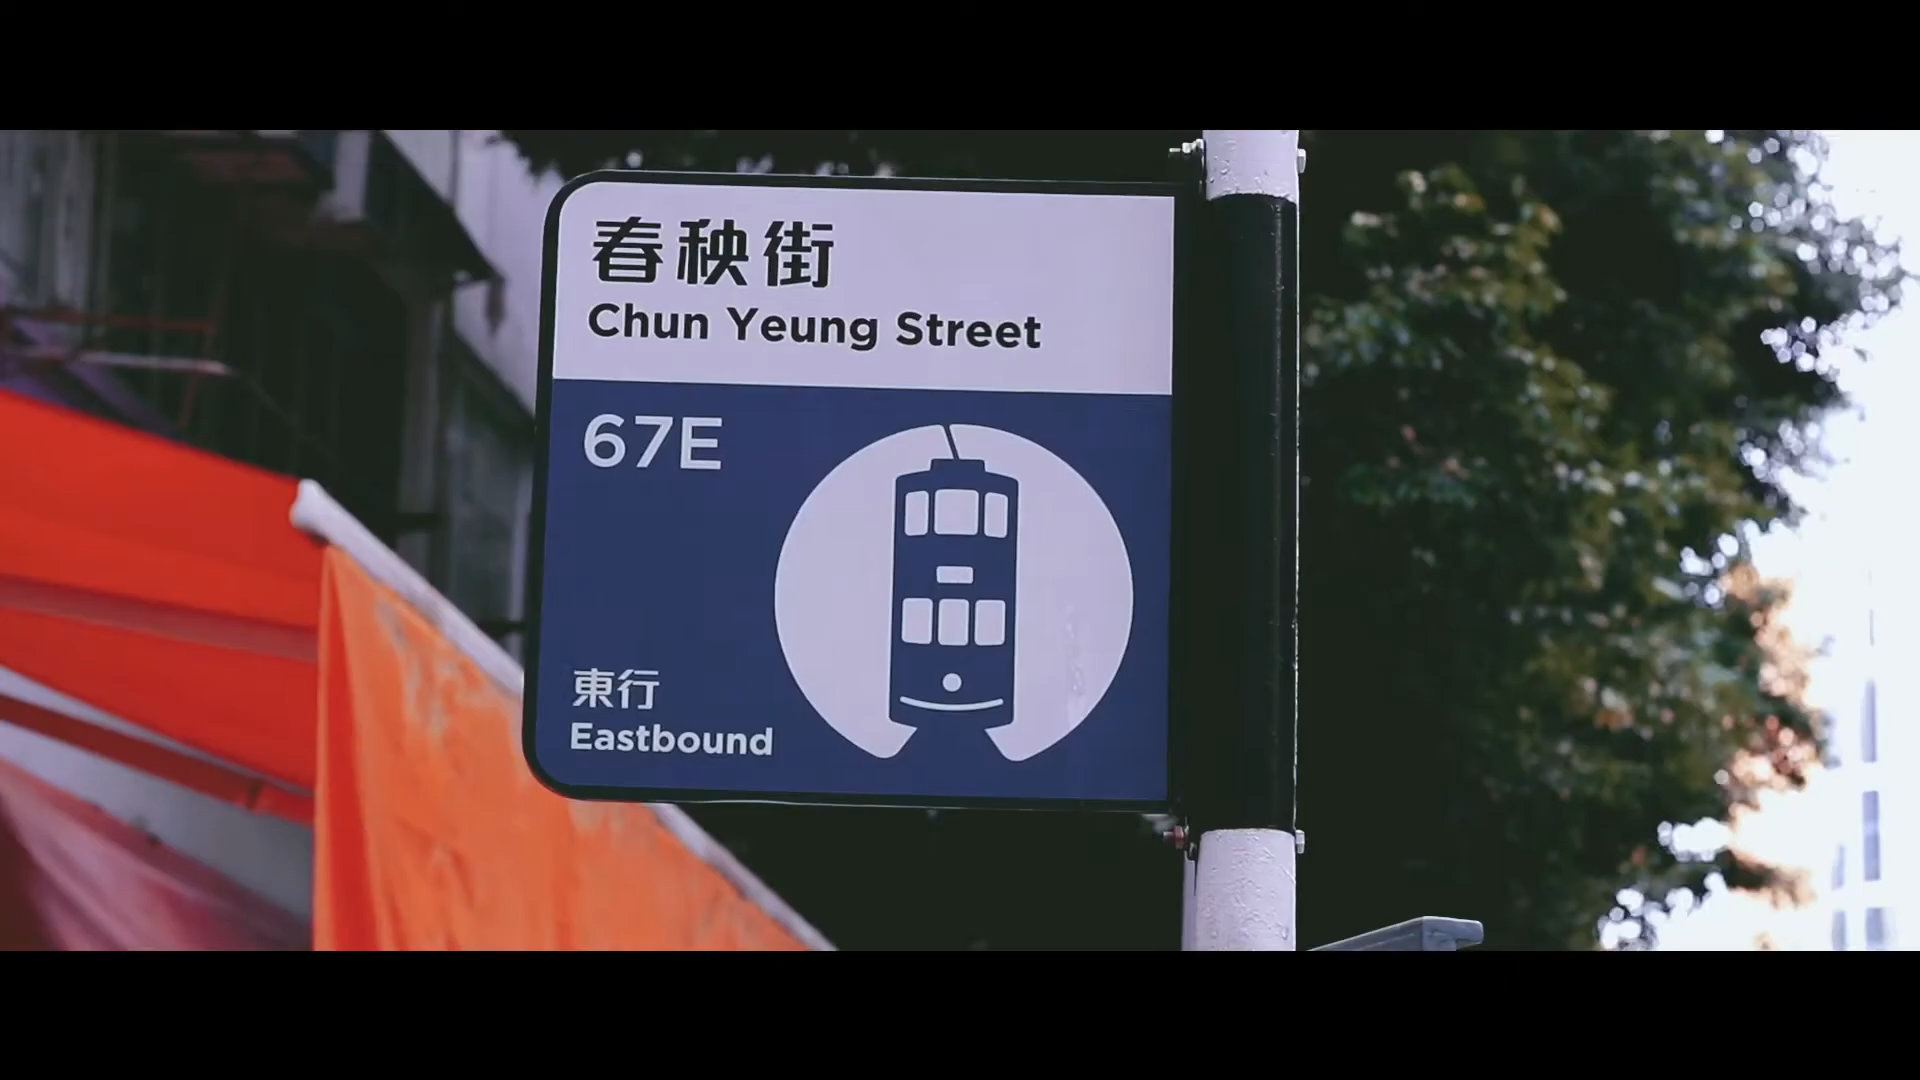 春秧街
Chun Yeung Street
67E
東行
Eastbound